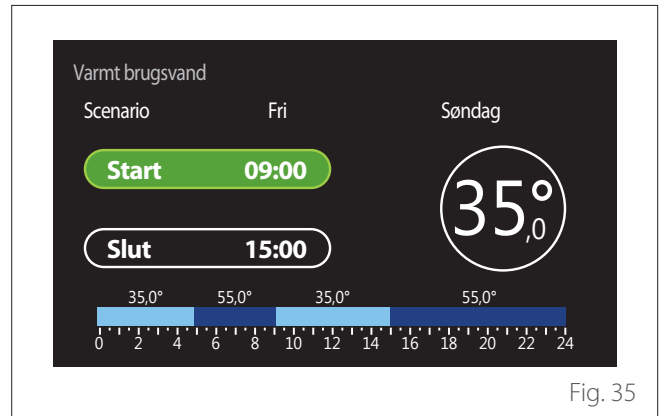 Varmt brugsvand
Scenario Fri Søndag
Start 09:00
35,0°
Slut 15:00
35,0° 55,0° 35,0° 55,0°
0 2 4 6 8 10 12 14 16 18 20 22 24
Fig. 35